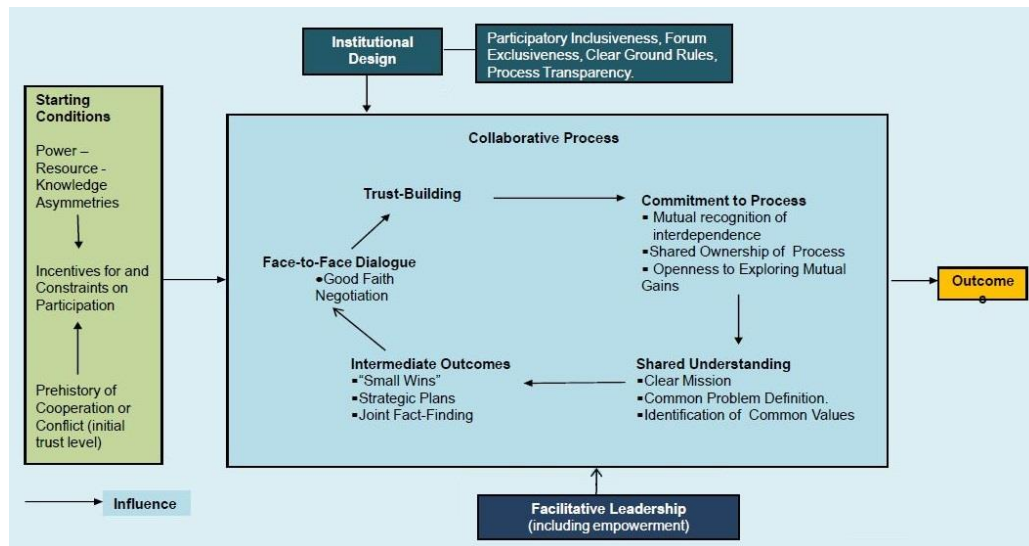 Institutional
Design
Participatory Inclusiveness, Forum
Exclusiveness, Clear Ground Rules,
Process Transparency.
Starting
Conditions
Power –
Resource -
Knowledge
Asymmetries
Incentives for and
Constraints on
Participation
Prehistory of
Cooperation or
Conflict (initial
trust level)
Collaborative Process
Trust-Building
Commitment to Process
▪ Mutual recognition of
interdependence
▪Shared Ownership of Process
▪ Openness to Exploring Mutual
Gains
Face-to-Face Dialogue
●Good Faith
Negotiation
Intermediate Outcomes
▪“Small Wins”
▪Strategic Plans
▪Joint Fact-Finding
Shared Understanding
▪Clear Mission
▪Common Problem Definition.
▪Identification of Common Values
Outcome
s
Influence
Facilitative Leadership
(including empowerment)